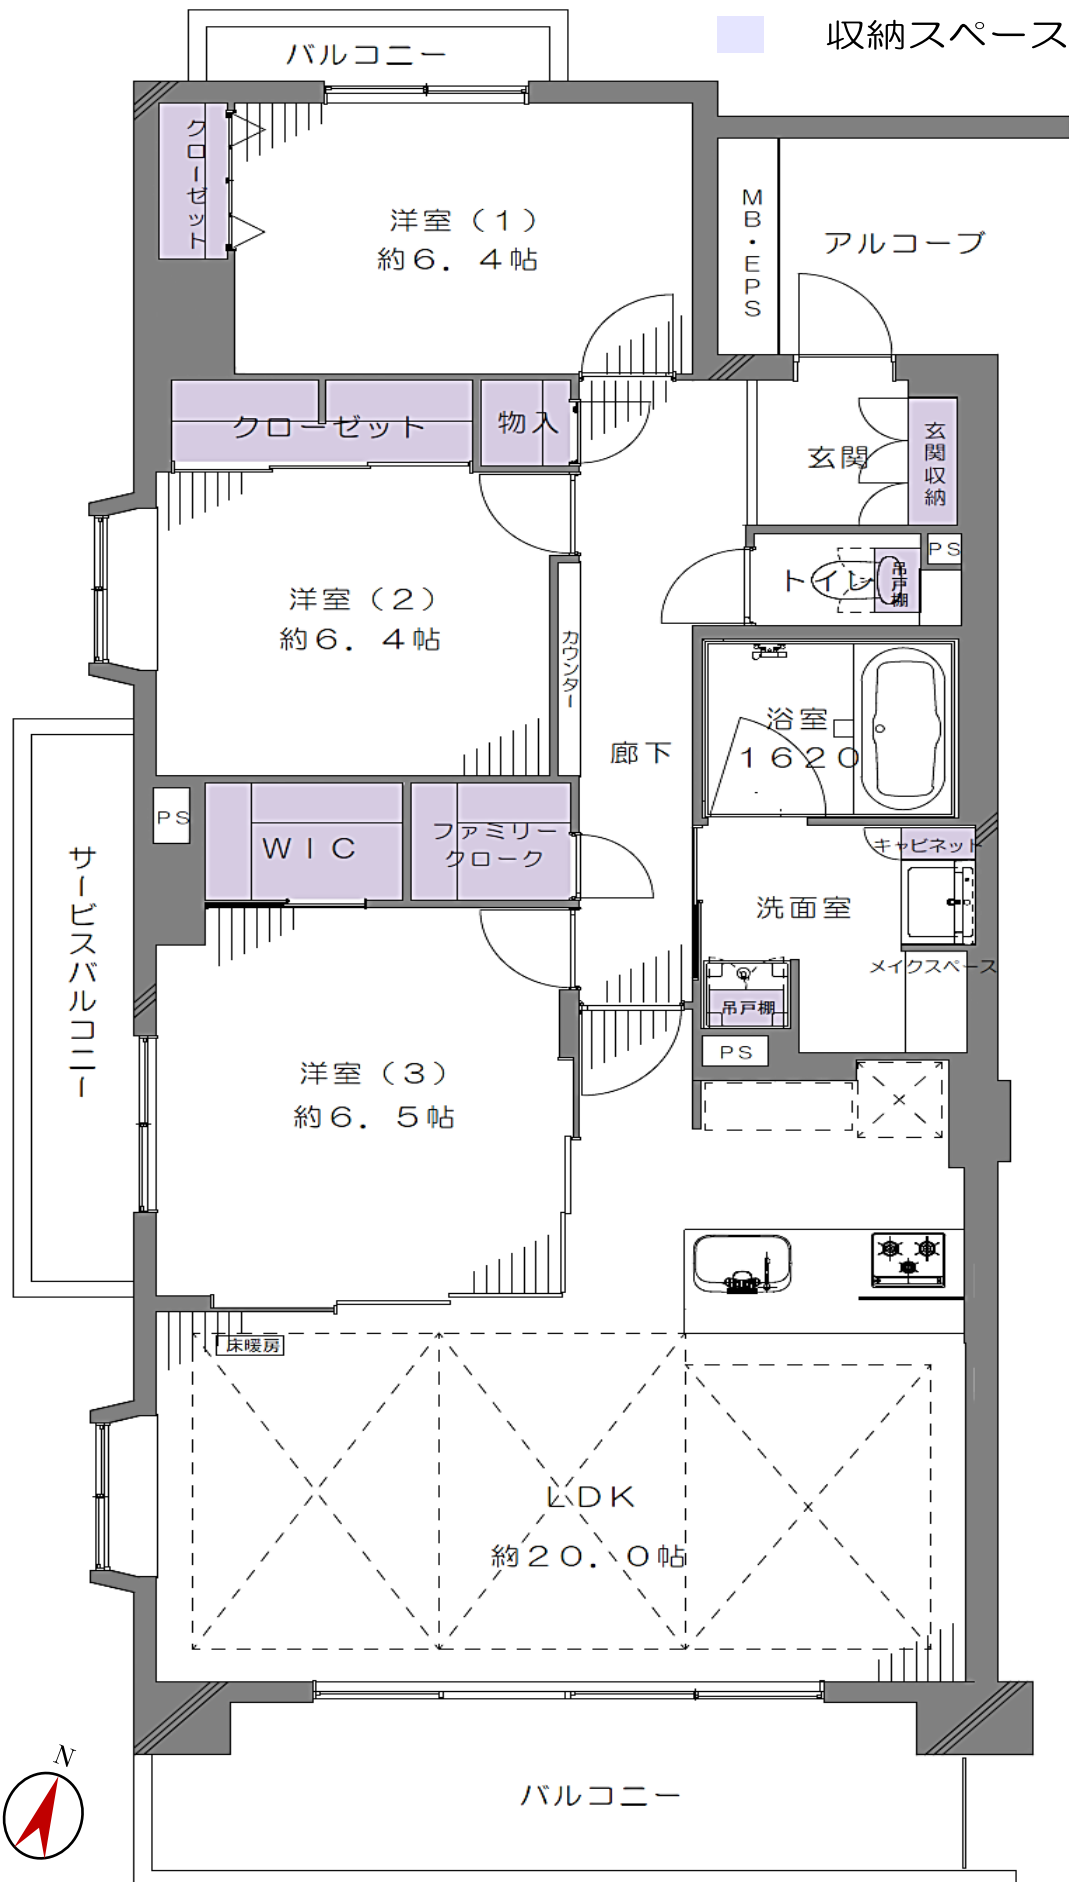 収納スペース
バルコニー
クローゼット
洋室（1）
約6．4帖
MB・EPS
アルコーブ
クローゼット
物入
玄関
玄関収納
PS
トイレ
吊戸棚
洋室（2）
約6．4帖
カウンター
浴室
1620
廊下
PS
WIC
ファミリー
クローク
キャビネット
洗面室
メイクスペース
吊戸棚
PS
サービスバルコニー
洋室（3）
約6．5帖
床暖房
LDK
約20．0帖
N
バルコニー